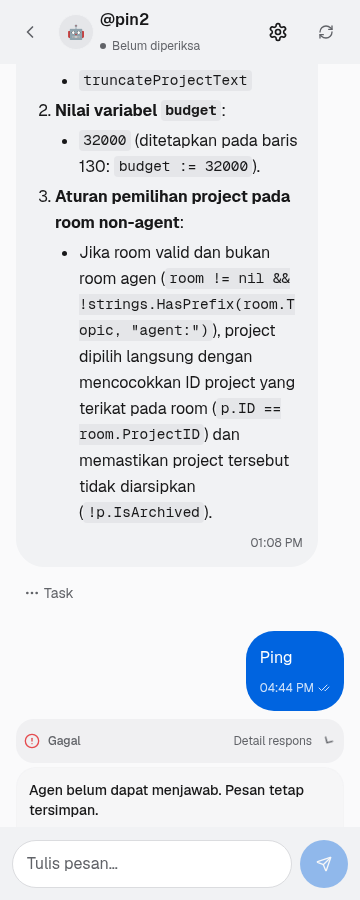 @pin2
Belum diperiksa
truncateProjectText
2. Nilai variabel budget:
32000 (ditetapkan pada baris
130: budget := 32000).
3. Aturan pemilihan project pada
room non-agent:
Jika room valid dan bukan
room agen (room != nil &&
!strings.HasPrefix(room.T
opic, "agent:")), project
dipilih langsung dengan
mencocokkan ID project yang
terikat pada room (p.ID ==
room.ProjectID) dan
memastikan project tersebut
tidak diarsipkan
(!p.IsArchived).
01:08 PM
Task
Ping
04:44 PM
Gagal
Detail respons
Agen belum dapat menjawab. Pesan tetap
tersimpan.
Tulis pesan...